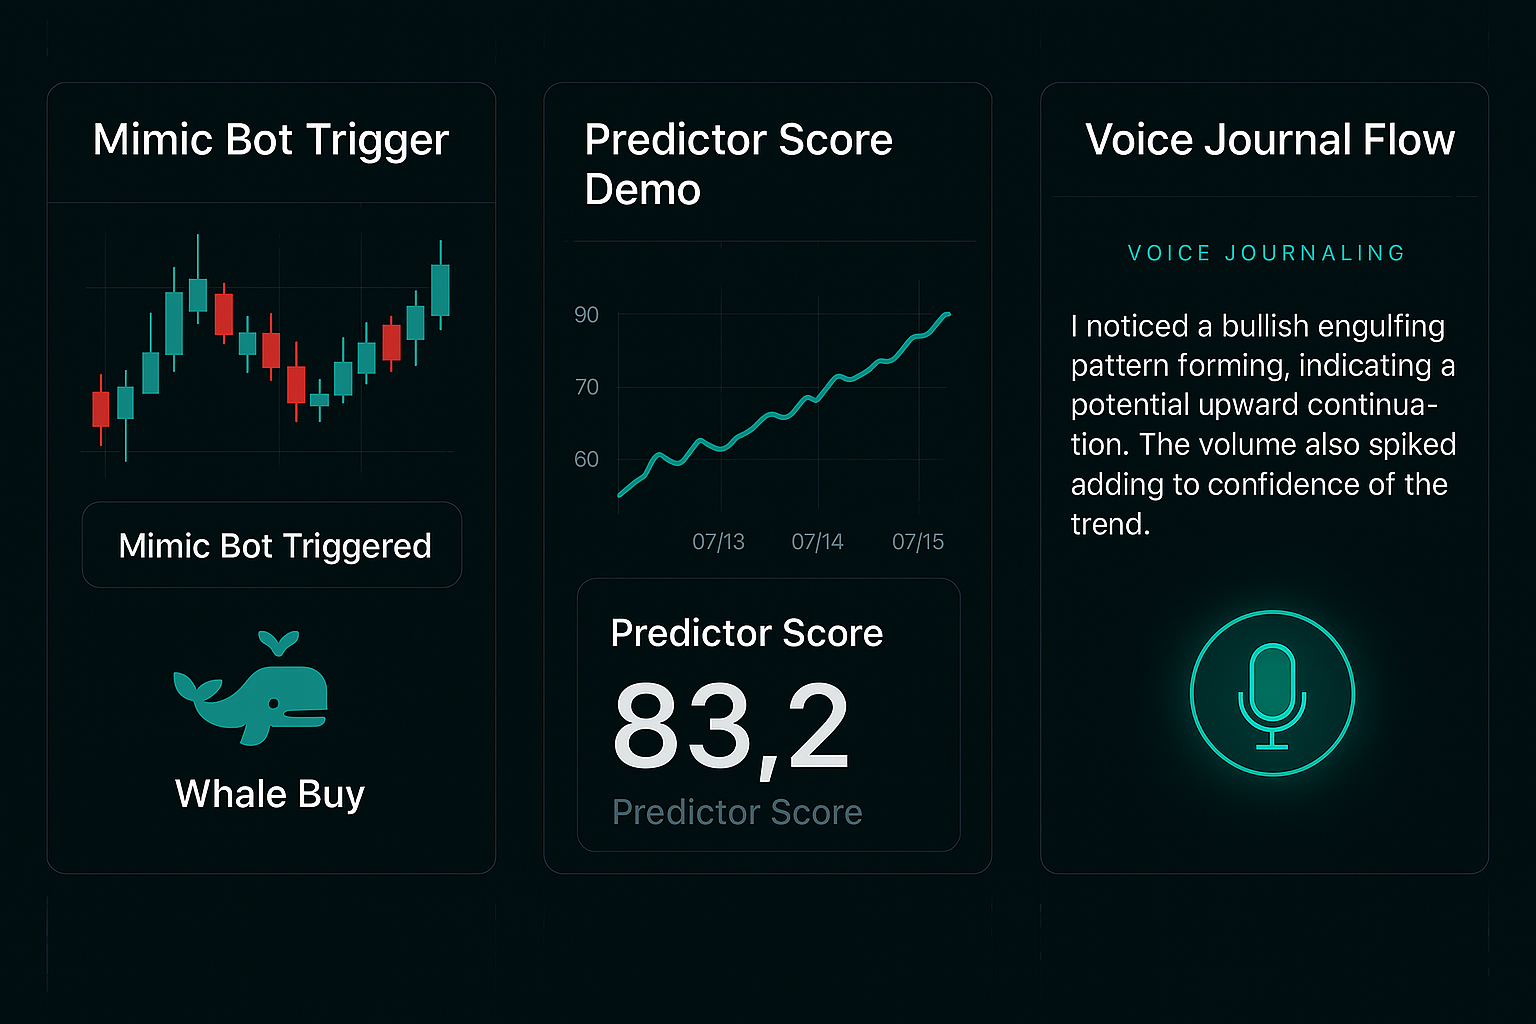 Mimic Bot Trigger
Mimic Bot Triggered
Whale Buy
Predictor Score
Demo
90
70
60
07/13 07/14 07/15
Predictor Score
83,2
Predictor Score
Voice Journal Flow
VOICE JOURNALING
I noticed a bullish engulfing
pattern forming, indicating a
potential upward continua-
tion. The volume also spiked
adding to confidence of the
trend.